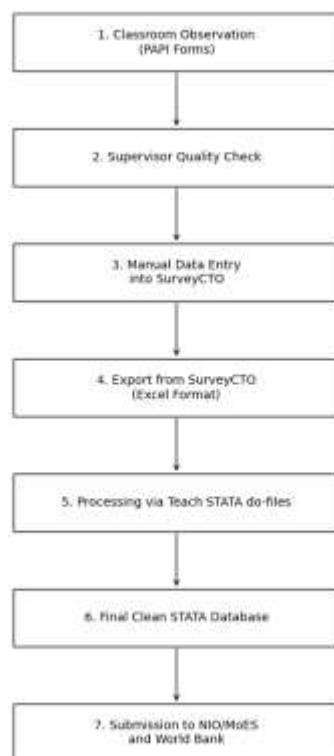 1. Classroom Observation
(PAPI Forms)
2. Supervisor Quality Check
3. Manual Data Entry
into SurveyCTO
4. Export from SurveyCTO
(Excel Format)
5. Processing via Teach STATA do-files
6. Final Clean STATA Database
7. Submission to NIO/MoES
and World Bank